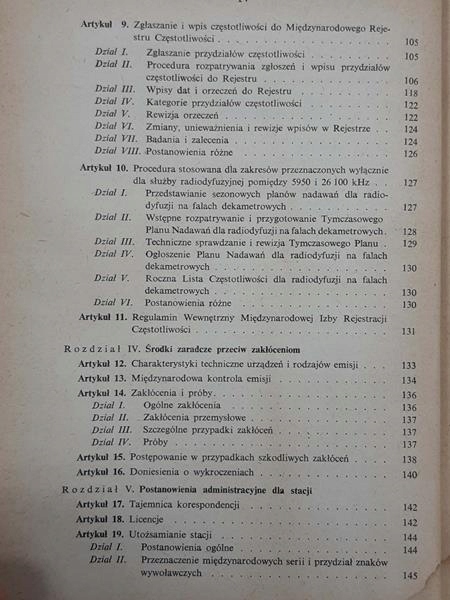 Artykuł 9. Zgłaszanie i wpis częstotliwości do Międzynarodowego Reje-
stru Częstotliwości . . . . . . . . . . . . 105
Dział I. Zgłaszanie przydziałów częstotliwości . . . . 105
Dział II. Procedura rozpatrywania zgłoszeń i wpisu przydziałów
częstotliwości do Rejestru . . . . . . . . 106
Dział III. Wpisy dat i orzeczeń do Rejestru . . . . . . 118
Dział IV. Kategorie przydziałów częstotliwości . . . . . 122
Dział V. Rewizja orzeczeń . . . . . . . . . . 122
Dział VI. Zmiany, unieważnienia i rewizje wpisów w Rejestrze . . 124
Dział VII. Badania i zalecenia . . . . . . . . . . 124
Dział VIII. Postanowienia różne . . . . . . . . . 126
Artykuł 10. Procedura stosowana dla zakresów przeznaczonych wyłącznie
dla służby radiodyfuzyjnej pomiędzy 5950 i 26 100 kHz . . 127
Dział I. Przedstawianie sezonowych planów nadawań dla radio-
dyfuzji na falach dekametrowych . . . . . . . 127
Dział II. Wstępne rozpatrywanie i przygotowanie Tymczasowego
Planu Nadawań dla radiodyfuzji na falach dekametrowych . 128
Dział III. Techniczne sprawdzanie i rewizja Tymczasowego Planu . 129
Dział IV. Ogłoszenie Planu Nadawań dla radiodyfuzji na falach
dekametrowych . . . . . . . . . . . 130
Dział V. Roczna Lista Częstotliwości dla radiodyfuzji na falach
dekametrowych . . . . . . . . . . . 130
Dział VI. Postanowienia różne . . . . . . . . . 130
Artykuł 11. Regulamin Wewnętrzny Międzynarodowej Izby Rejestracji
Częstotliwości . . . . . . . . . . . . 131
Rozdział IV. Środki zaradcze przeciw zakłóceniom
Artykuł 12. Charakterystyki techniczne urządzeń i rodzajów emisji . . . 133
Artykuł 13. Międzynarodowa kontrola emisji . . . . . . . 134
Artykuł 14. Zakłócenia i próby . . . . . . . . . . . 136
Dział I. Ogólne zakłócenia . . . . . . . . . . 136
Dział II. Zakłócenia przemysłowe . . . . . . . . 137
Dział III. Szczególne przypadki zakłóceń . . . . . . 137
Dział IV. Próby . . . . . . . . . . . . . 137
Artykuł 15. Postępowanie w przypadkach szkodliwych zakłóceń . . . . 138
Artykuł 16. Doniesienia o wykroczeniach . . . . . . . . 140
Rozdział V. Postanowienia administracyjne dla stacji
Artykuł 17. Tajemnica korespondencji . . . . . . . . . 142
Artykuł 18. Licencje . . . . . . . . . . . . . 142
Artykuł 19. Utożsamianie stacji . . . . . . . . . . 144
Dział I. Postanowienia ogólne . . . . . . . . . 144
Dział II. Przeznaczenie międzynarodowych serii i przydział znaków
wywoławczych . . . . . . . . . . . 145